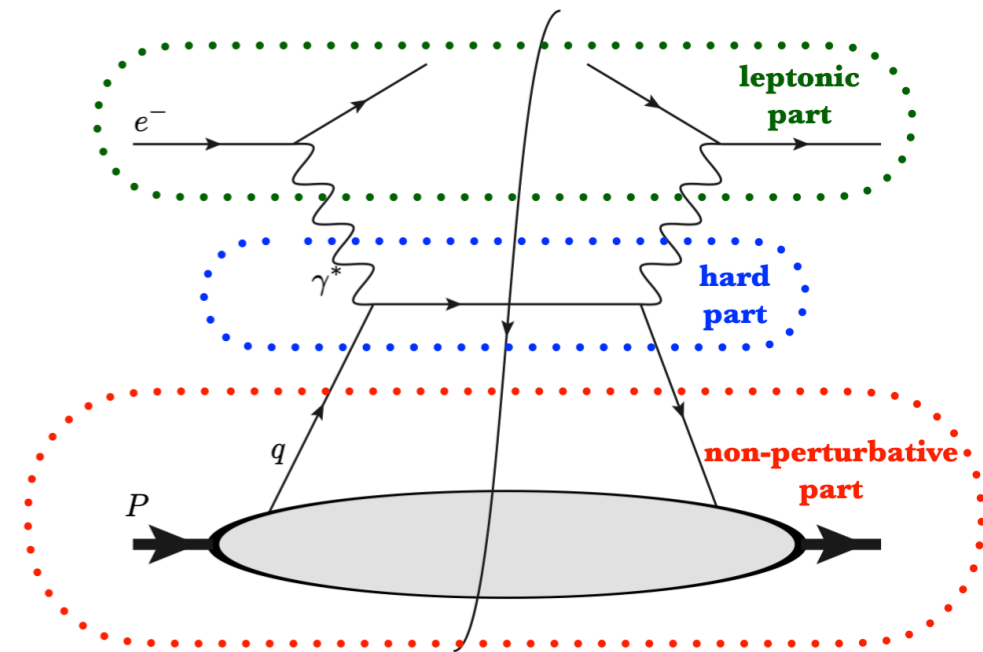 leptonic
part
e⁻
hard
part
γ*
non-perturbative
part
q
P